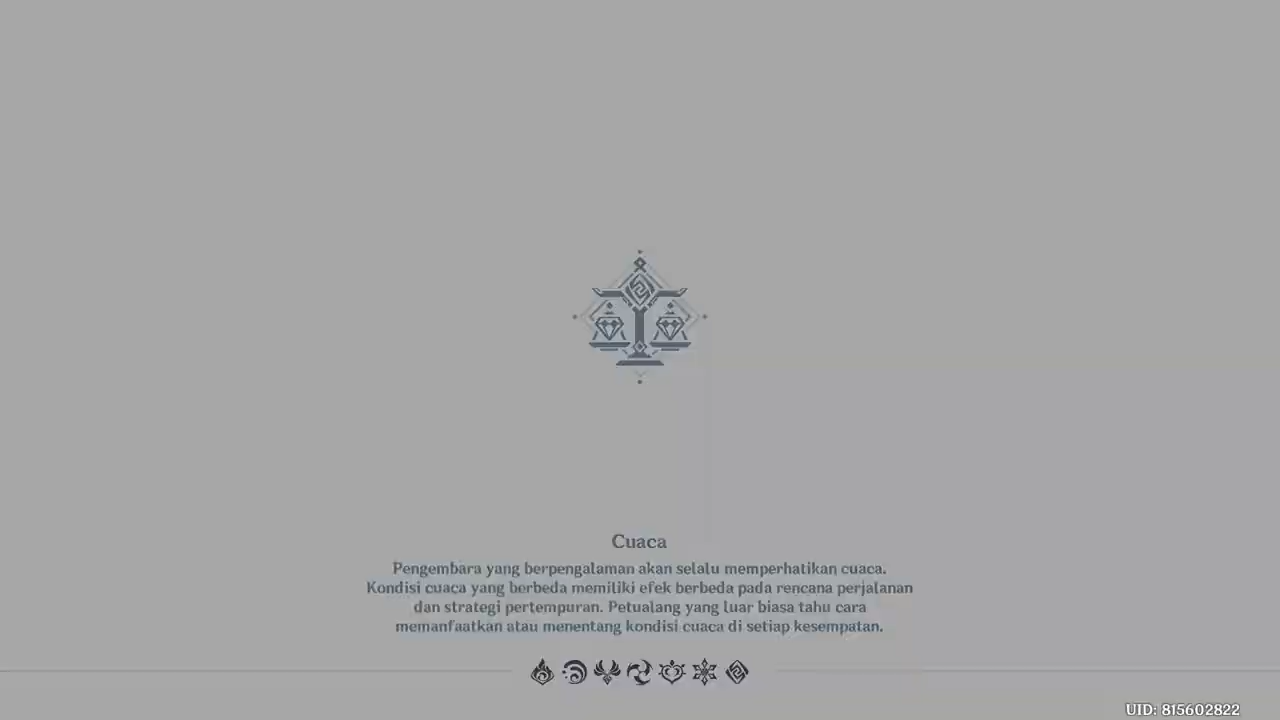 Cuaca
Pengembara yang berpengalaman akan selalu memperhatikan cuaca.
Kondisi cuaca yang berbeda memiliki efek berbeda pada rencana perjalanan
dan strategi pertempuran. Petualang yang luar biasa tahu cara
memanfaatkan atau menentang kondisi cuaca di setiap kesempatan.
UID: 815602822